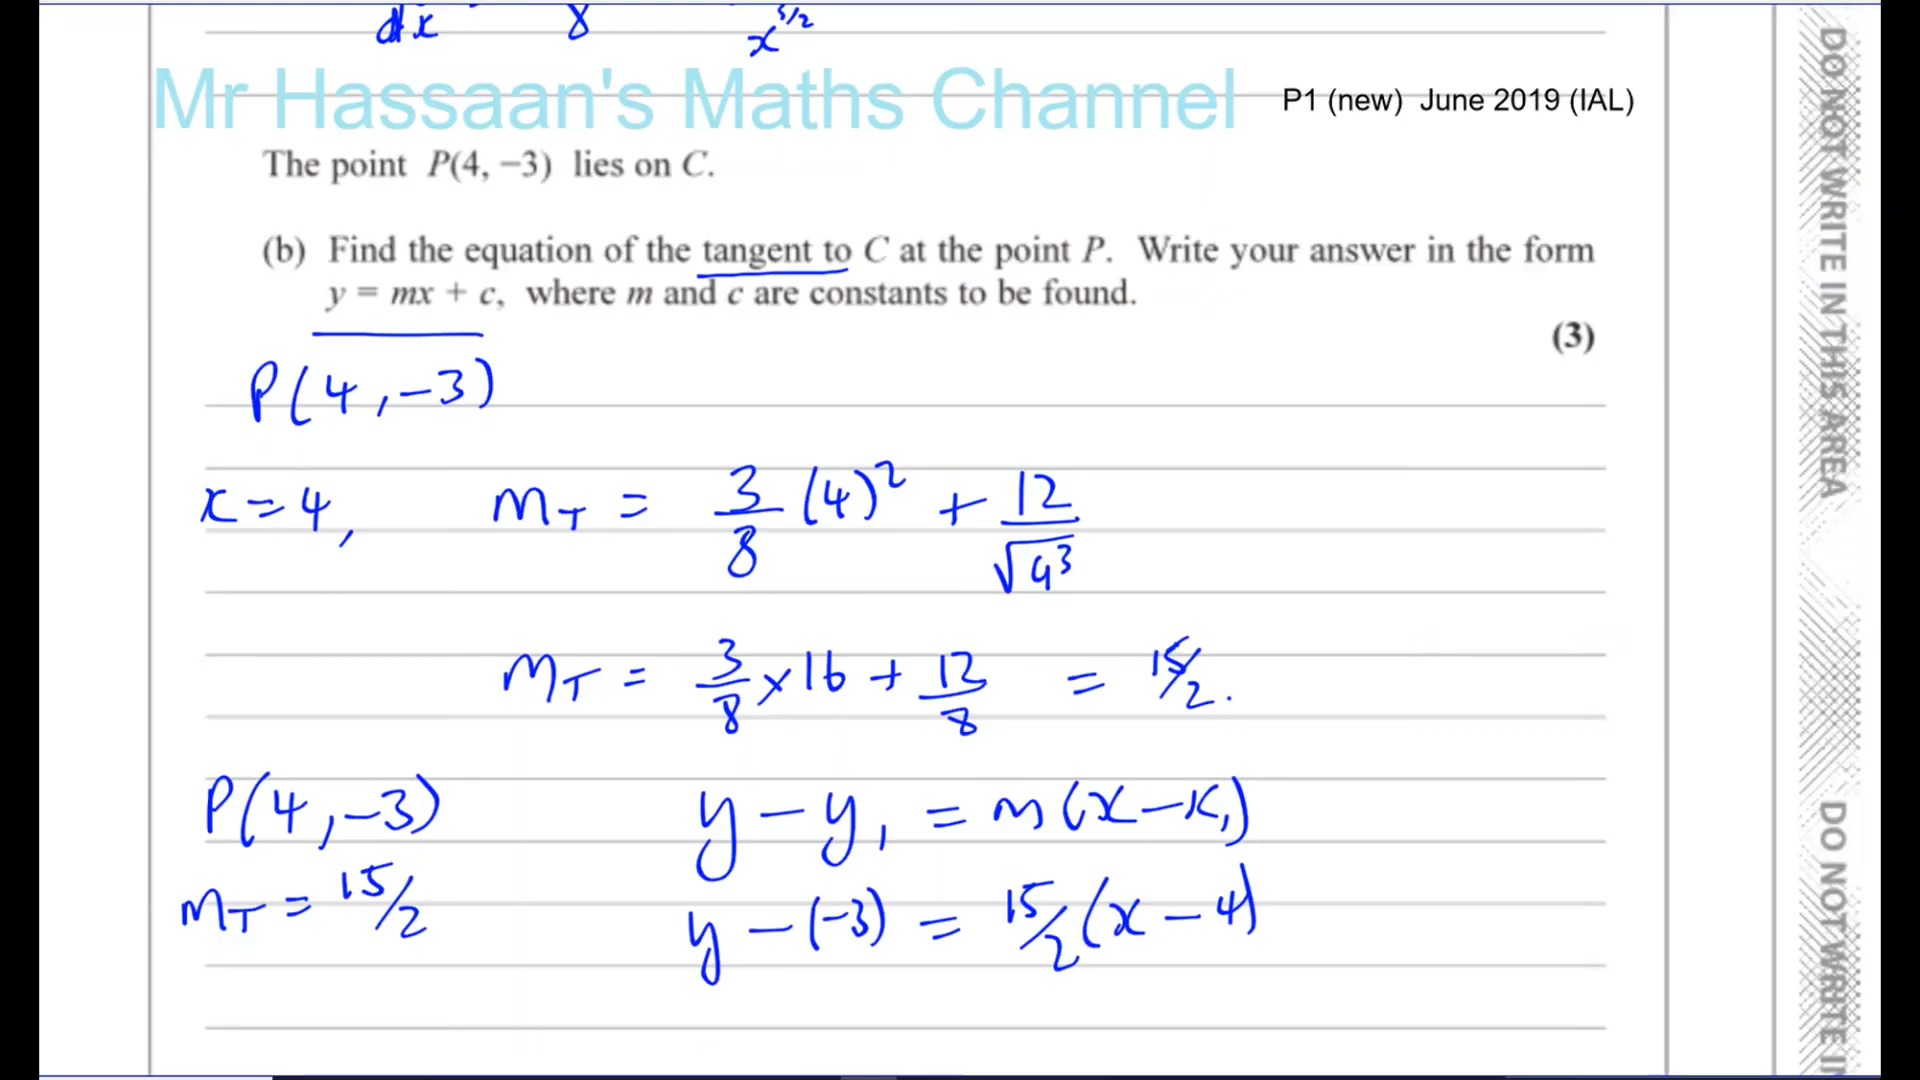 dx 8 x^{3/2}
Mr Hassaan's Maths Channel
P1 (new) June 2019 (IAL)
The point P(4, −3) lies on C.
(b) Find the equation of the tangent to C at the point P. Write your answer in the form
y = mx + c, where m and c are constants to be found.
(3)
P(4, −3)
x = 4, m_T = 3/8 (4)² + 12/√4³
m_T = 3/8 × 16 + 12/8 = 15/2.
P(4, −3) y − y₁ = m(x − x₁)
m_T = 15/2 y − (−3) = 15/2 (x − 4)
DO NOT WRITE IN THIS AREA
DO NOT WRITE IN